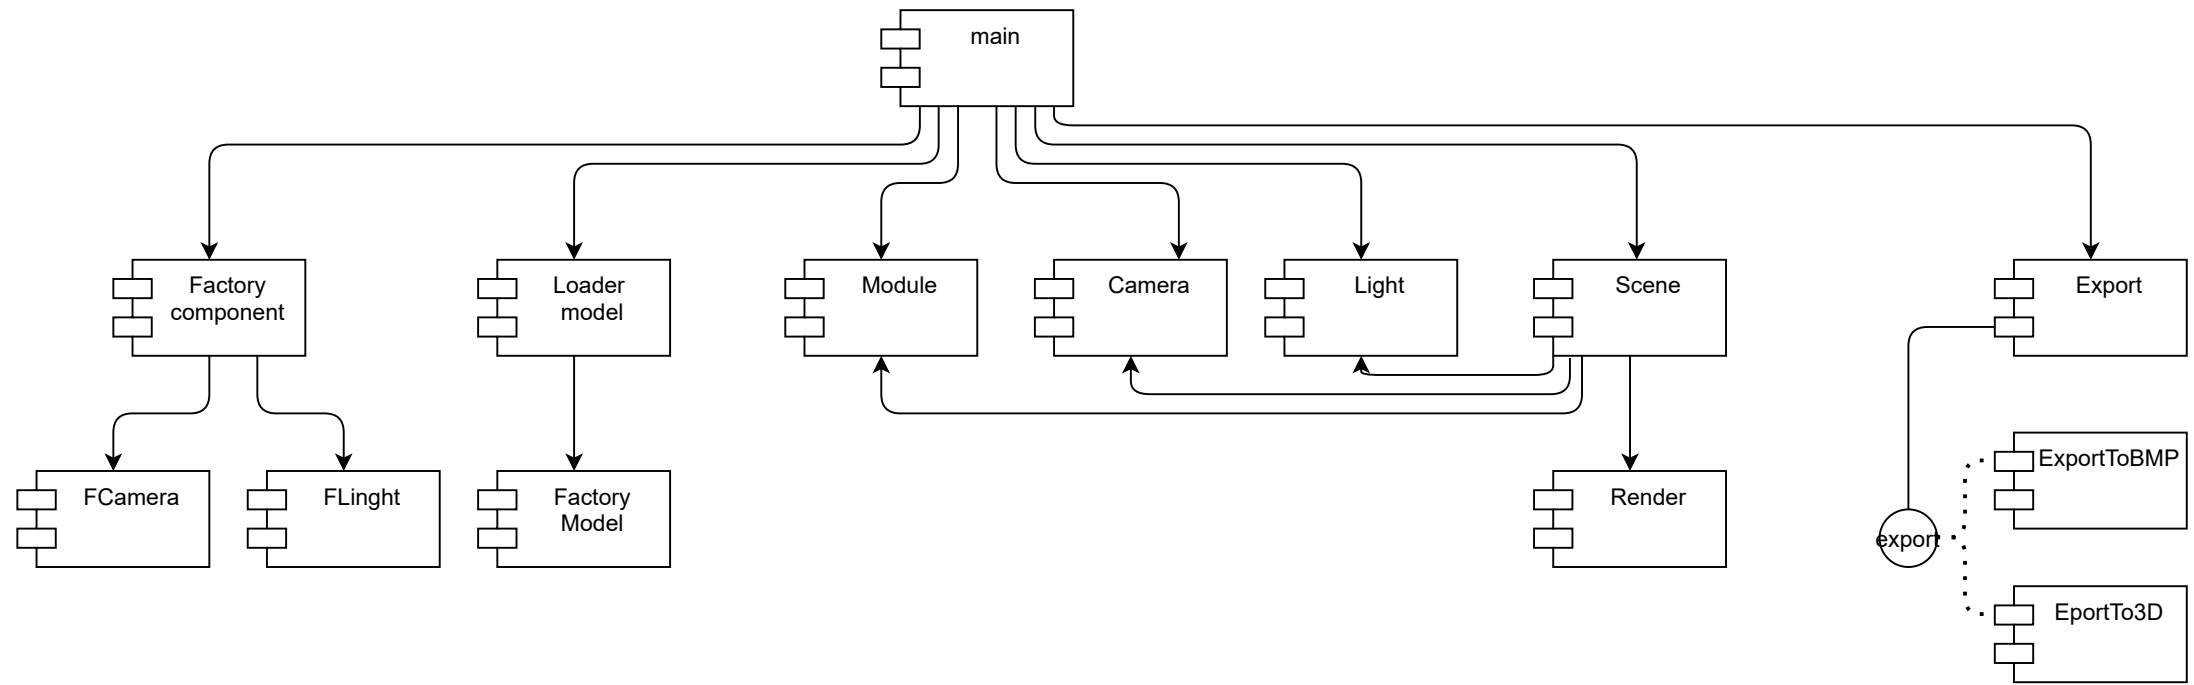 main
Factory
component
Loader
model
Module
Camera
Light
Scene
Export
ExportToBMP
FCamera
FLinght
Factory
Model
Render
export
EportTo3D